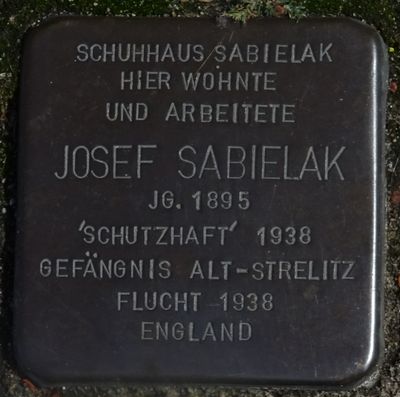 SCHUHHAUS SABIELAK
HIER WOHNTE
UND ARBEITETE
JOSEF SABIELAK
JG. 1895
'SCHUTZHAFT' 1938
GEFÄNGNIS ALT-STRELITZ
FLUCHT 1938
ENGLAND